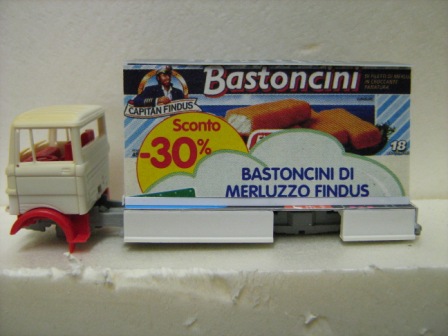 Bastoncini
CAPITAN FINDUS
Sconto
-30%
18
BASTONCINI DI
MERLUZZO FINDUS